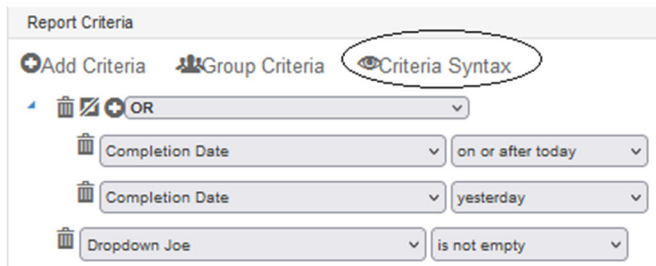 Report Criteria
Add Criteria Group Criteria Criteria Syntax
OR
Completion Date on or after today
Completion Date yesterday
Dropdown Joe is not empty